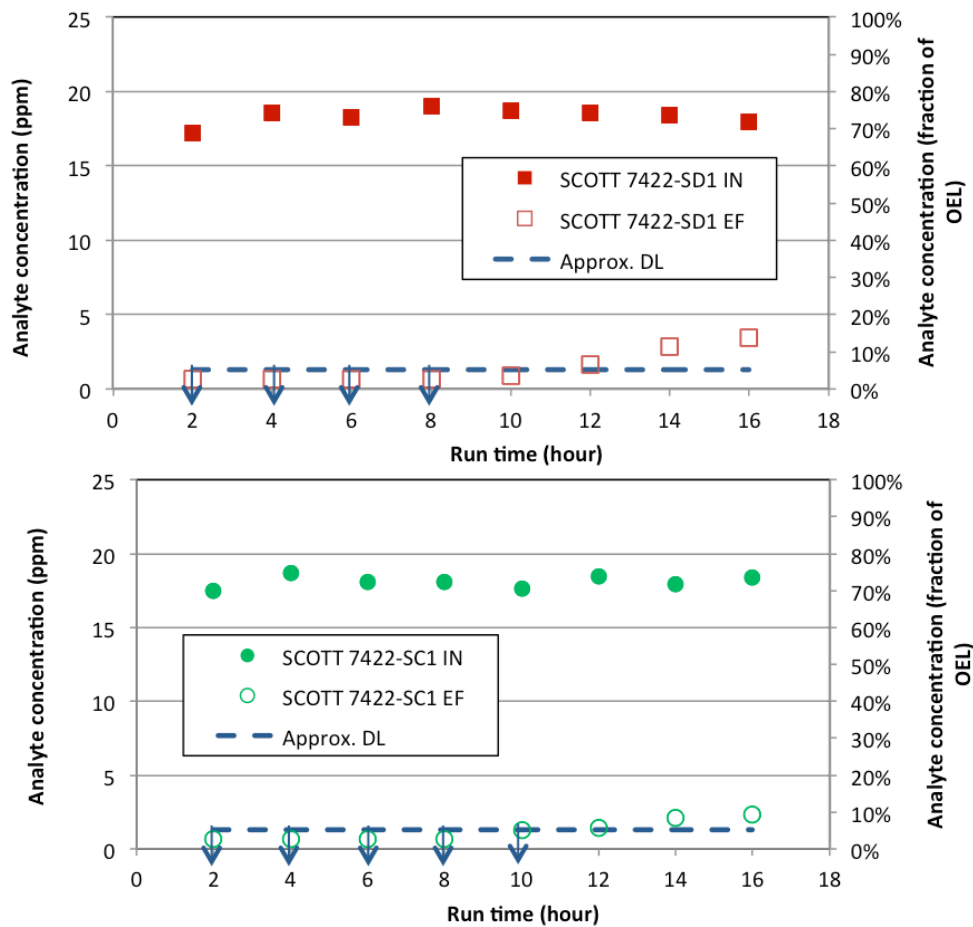 25
20
15
10
5
0
100%
90%
80%
70%
60%
50%
40%
30%
20%
10%
0%
0 2 4 6 8 10 12 14 16 18
Analyte concentration (ppm)
Analyte concentration (fraction of
OEL)
Run time (hour)
SCOTT 7422-SD1 IN
SCOTT 7422-SD1 EF
Approx. DL
25
20
15
10
5
0
100%
90%
80%
70%
60%
50%
40%
30%
20%
10%
0%
0 2 4 6 8 10 12 14 16 18
Analyte concentration (ppm)
Analyte concentration (fraction of
OEL)
Run time (hour)
SCOTT 7422-SC1 IN
SCOTT 7422-SC1 EF
Approx. DL